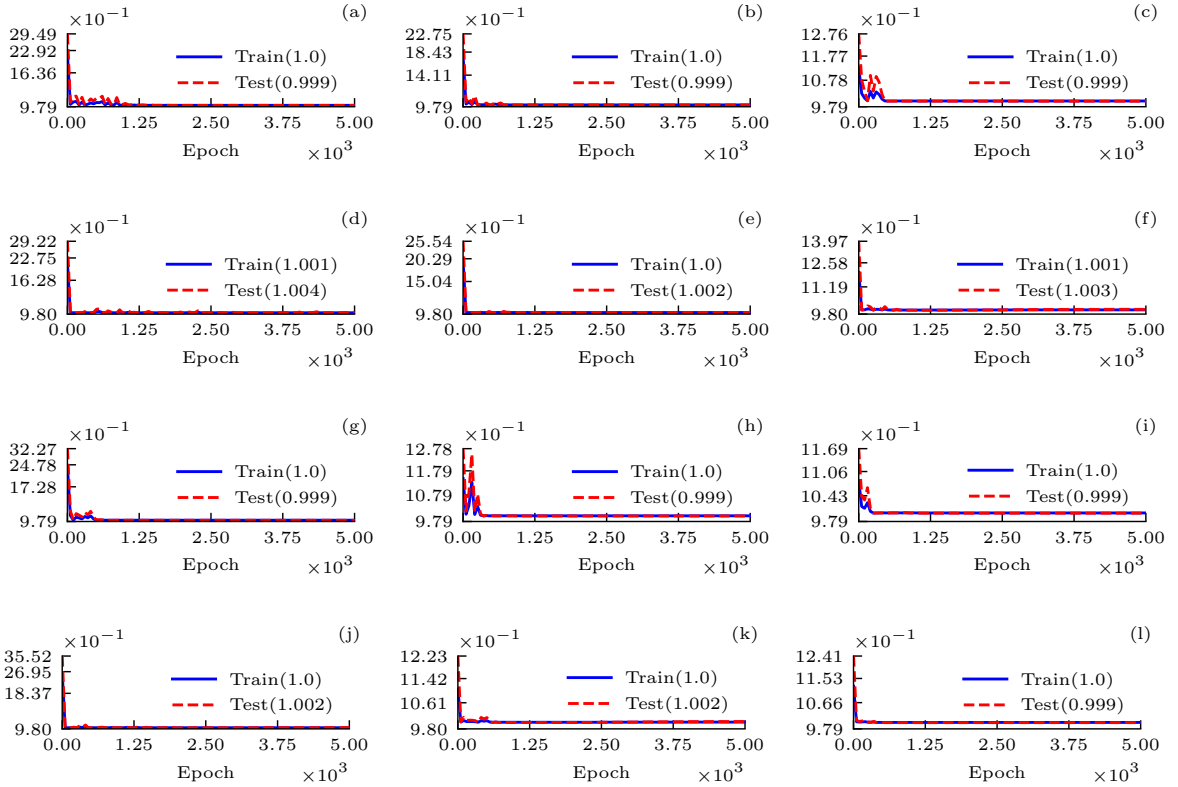 ×10⁻¹ (a)
29.49
22.92 Train(1.0)
16.36 Test(0.999)
9.79
0.00 1.25 2.50 3.75 5.00
Epoch ×10³
×10⁻¹ (b)
22.75
18.43 Train(1.0)
14.11 Test(0.999)
9.79
0.00 1.25 2.50 3.75 5.00
Epoch ×10³
×10⁻¹ (c)
12.76
11.77 Train(1.0)
10.78 Test(0.999)
9.79
0.00 1.25 2.50 3.75 5.00
Epoch ×10³
×10⁻¹ (d)
29.22
22.75 Train(1.001)
16.28 Test(1.004)
9.80
0.00 1.25 2.50 3.75 5.00
Epoch ×10³
×10⁻¹ (e)
25.54
20.29 Train(1.0)
15.04 Test(1.002)
9.80
0.00 1.25 2.50 3.75 5.00
Epoch ×10³
×10⁻¹ (f)
13.97
12.58 Train(1.001)
11.19 Test(1.003)
9.80
0.00 1.25 2.50 3.75 5.00
Epoch ×10³
×10⁻¹ (g)
32.27
24.78 Train(1.0)
17.28 Test(0.999)
9.79
0.00 1.25 2.50 3.75 5.00
Epoch ×10³
×10⁻¹ (h)
12.78
11.79 Train(1.0)
10.79 Test(0.999)
9.79
0.00 1.25 2.50 3.75 5.00
Epoch ×10³
×10⁻¹ (i)
11.69
11.06 Train(1.0)
10.43 Test(0.999)
9.79
0.00 1.25 2.50 3.75 5.00
Epoch ×10³
×10⁻¹ (j)
35.52
26.95 Train(1.0)
18.37 Test(1.002)
9.80
0.00 1.25 2.50 3.75 5.00
Epoch ×10³
×10⁻¹ (k)
12.23
11.42 Train(1.0)
10.61 Test(1.002)
9.80
0.00 1.25 2.50 3.75 5.00
Epoch ×10³
×10⁻¹ (l)
12.41
11.53 Train(1.0)
10.66 Test(0.999)
9.79
0.00 1.25 2.50 3.75 5.00
Epoch ×10³